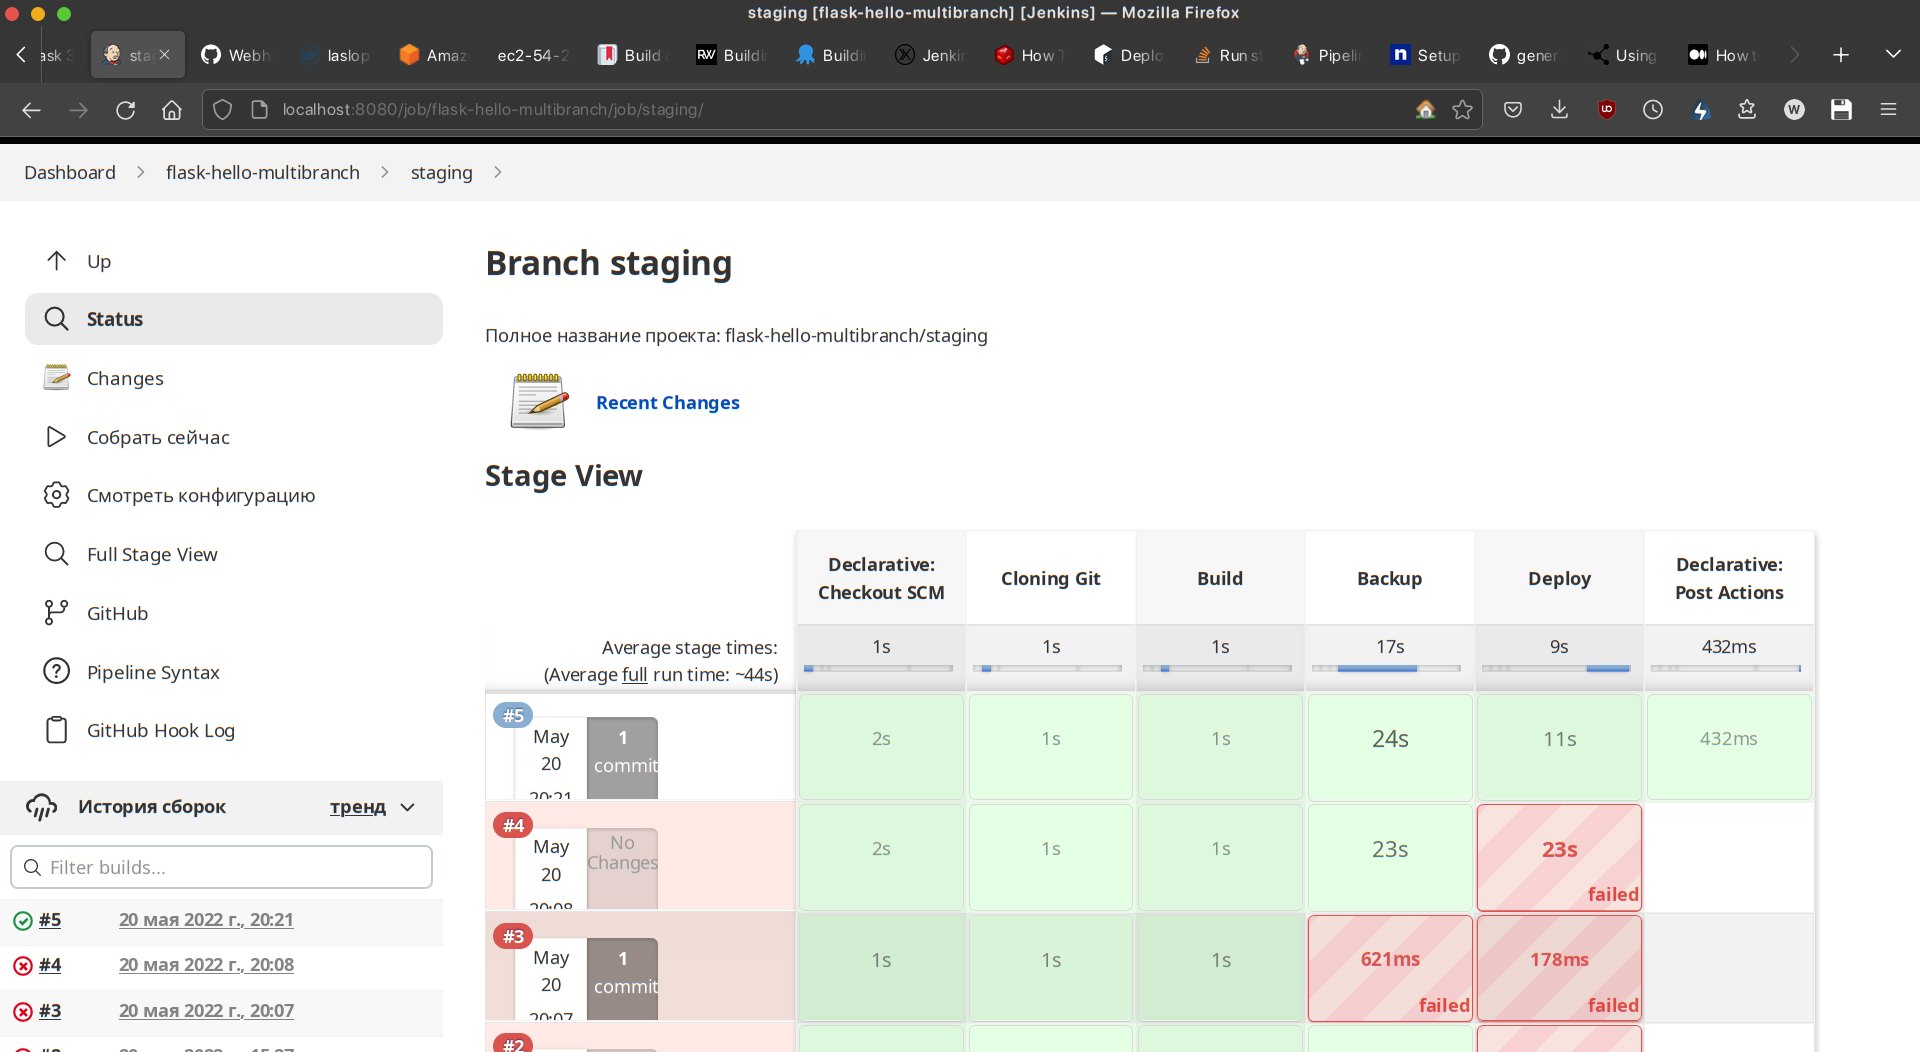 staging [flask-hello-multibranch] [Jenkins] — Mozilla Firefox
ask 3 sta Webh laslop Amaz ec2-54-2 Build Buildi Buildi Jenkin How T Deplo Run st Pipelin Setup gener Using How to
localhost:8080/job/flask-hello-multibranch/job/staging/
Dashboard flask-hello-multibranch staging
Up
Status
Changes
Собрать сейчас
Смотреть конфигурацию
Full Stage View
GitHub
Pipeline Syntax
GitHub Hook Log
История сборок тренд
Filter builds...
#5 20 мая 2022 г., 20:21
#4 20 мая 2022 г., 20:08
#3 20 мая 2022 г., 20:07
Branch staging
Полное название проекта: flask-hello-multibranch/staging
Recent Changes
Stage View
Declarative: Checkout SCM
Cloning Git
Build
Backup
Deploy
Declarative: Post Actions
Average stage times:
(Average full run time: ~44s)
1s 1s 1s 17s 9s 432ms
#5
May 20 20:21
1 commit
2s 1s 1s 24s 11s 432ms
#4
May 20 20:08
No Changes
2s 1s 1s 23s 23s failed
#3
May 20 20:07
1 commit
1s 1s 1s 621ms failed 178ms failed
#2